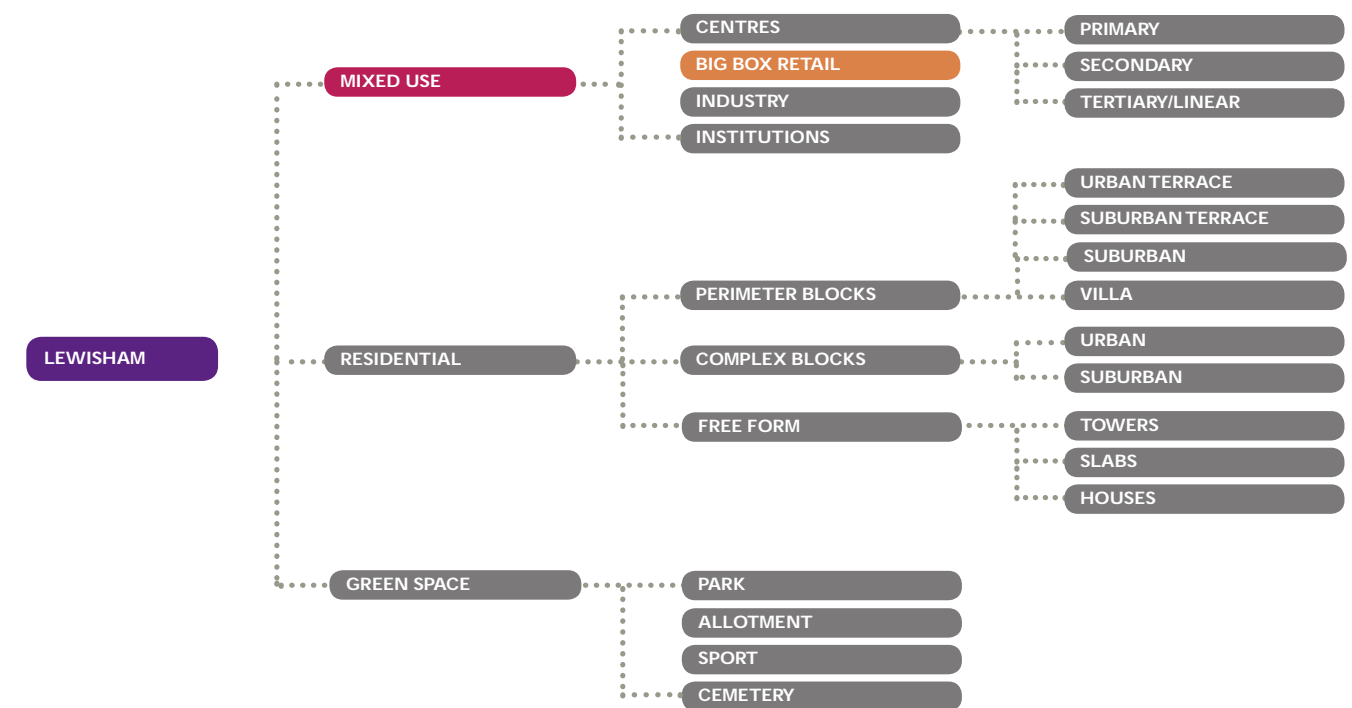 LEWISHAM
MIXED USE
CENTRES
PRIMARY
SECONDARY
TERTIARY/LINEAR
BIG BOX RETAIL
INDUSTRY
INSTITUTIONS
RESIDENTIAL
PERIMETER BLOCKS
URBAN TERRACE
SUBURBAN TERRACE
SUBURBAN
VILLA
COMPLEX BLOCKS
URBAN
SUBURBAN
FREE FORM
TOWERS
SLABS
HOUSES
GREEN SPACE
PARK
ALLOTMENT
SPORT
CEMETERY